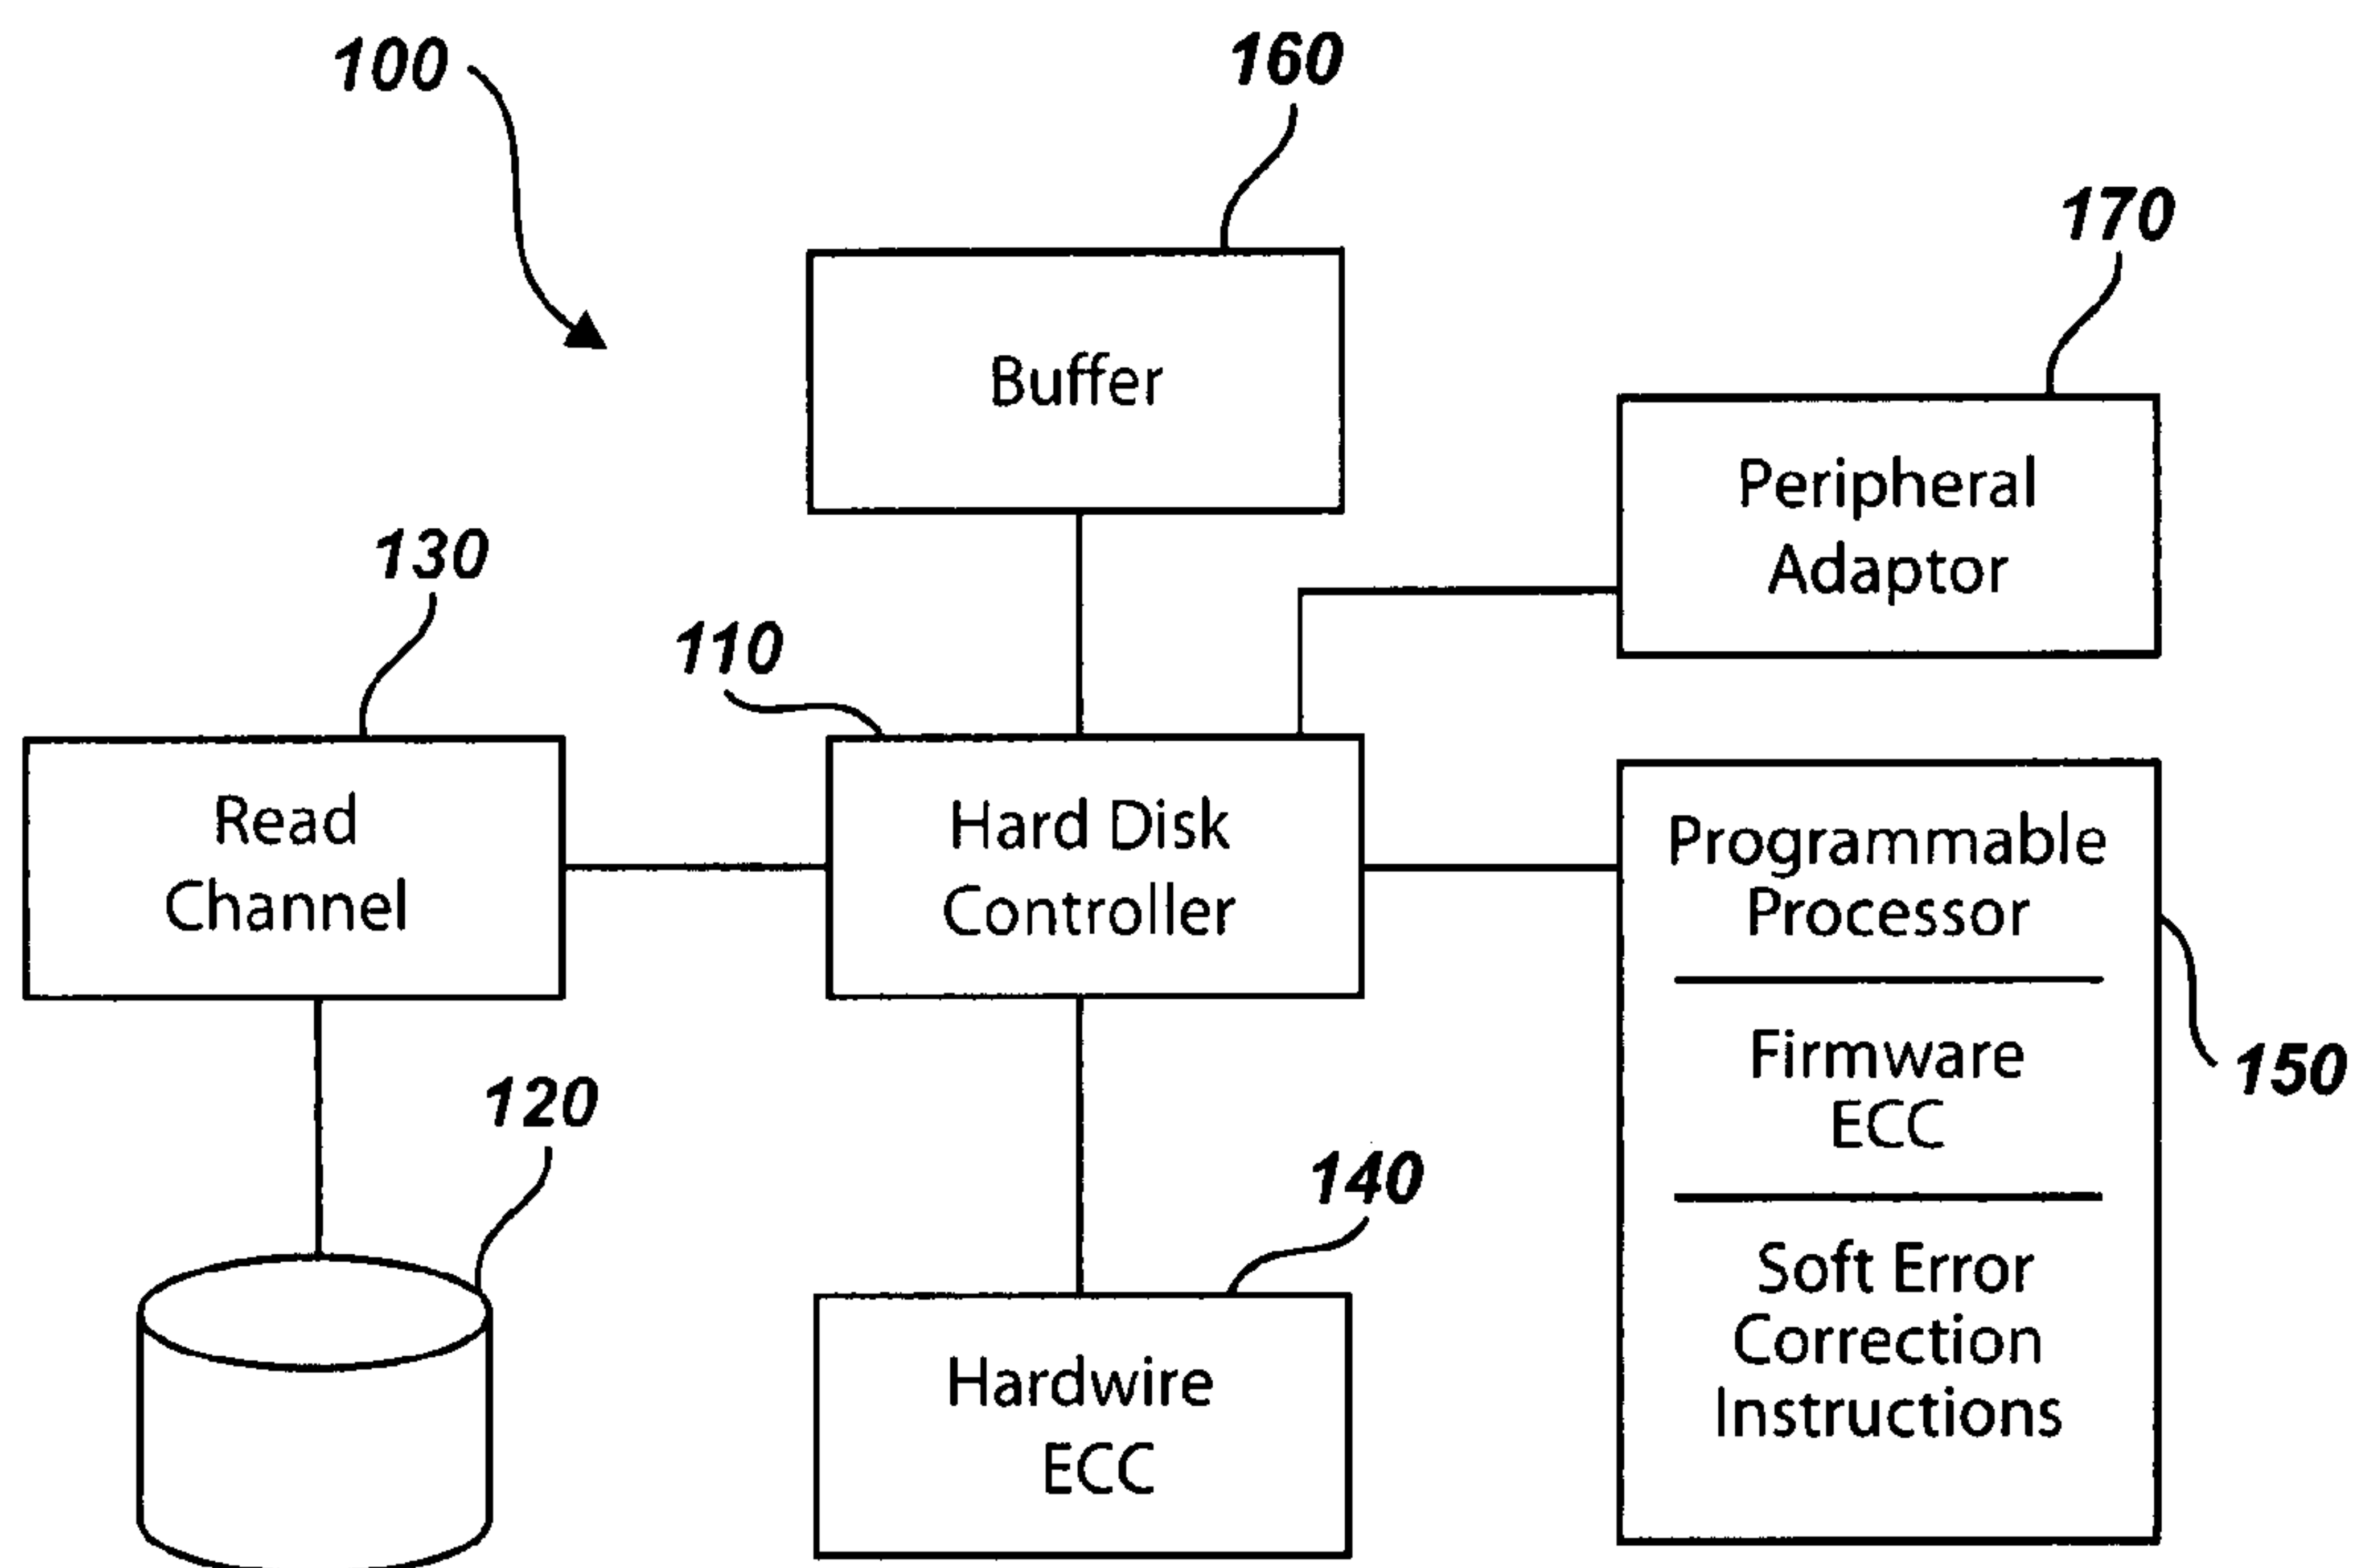 100
160
Buffer
170
Peripheral
Adaptor
130
110
Read
Channel
Hard Disk
Controller
Programmable
Processor
Firmware
ECC
Soft Error
Correction
Instructions
150
120
140
Hardwire
ECC